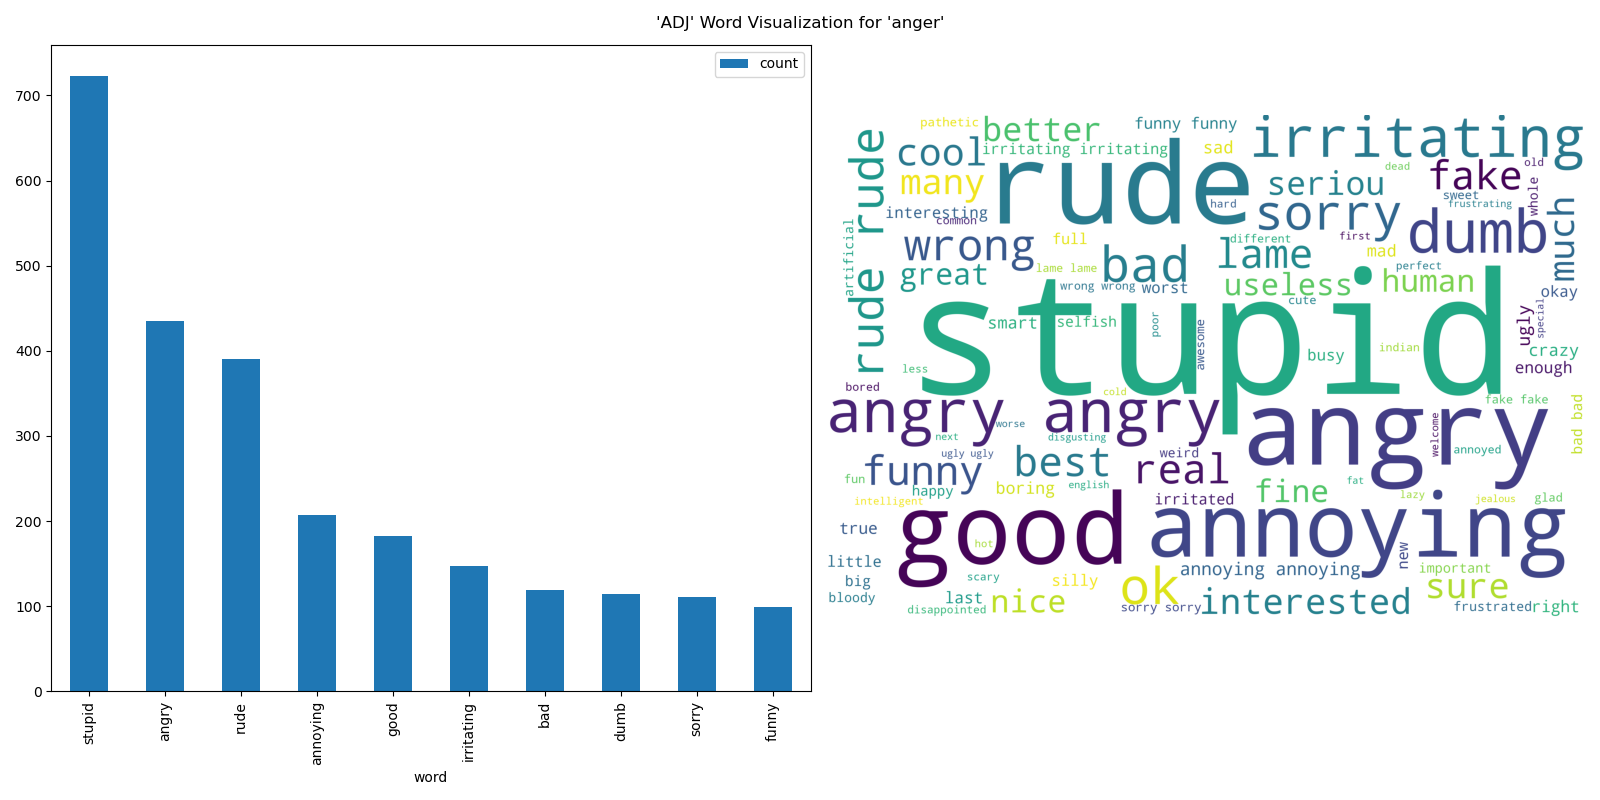 'ADJ' Word Visualization for 'anger'
count
700
600
500
400
300
200
100
0
stupid
angry
rude
annoying
good
irritating
bad
dumb
sorry
funny
word
pathetic
better
funny funny
irritating
cool
irritating irritating
sad
rude
dead
old
fake
many
seriou
sweet
frustrating
whole
interesting
common
hard
sorry
dumb
much
rude rude
artificial
wrong
full
bad
different
lame
first
mad
great
lame lame
wrong wrong
worst
useless
perfect
human
okay
cute
stupid
smart
selfish
poor
awesome
busy
indian
ugly
special
crazy
enough
less
bored
angry angry
cold
angry
fake fake
bad bad
next
worse
disgusting
welcome
ugly ugly
weird
annoyed
funny
best
real
fun
happy
boring
english
fine
fat
lazy
jealous
glad
intelligent
irritated
good
annoying
true
hot
new
little
scary
silly
annoying annoying
important
big
ok
sure
bloody
last
nice
sorry sorry
interested
frustrated
right
disappointed